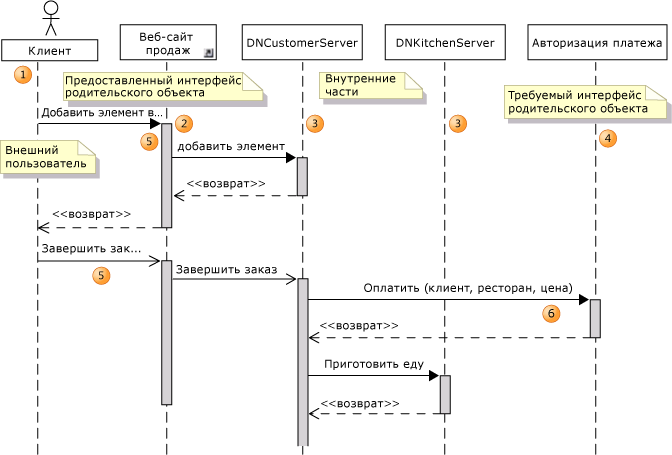 Клиент
Веб-сайт
продаж
DNCustomerServer
DNKitchenServer
Авторизация платежа
1
Предоставленный интерфейс
родительского объекта
Внутренние
части
Требуемый интерфейс
родительского объекта
Добавить элемент в...
2
3
3
4
5
Внешний
пользователь
добавить элемент
<<возврат>>
<<возврат>>
Завершить зак...
5
Завершить заказ
Оплатить (клиент, ресторан, цена)
6
<<возврат>>
Приготовить еду
<<возврат>>